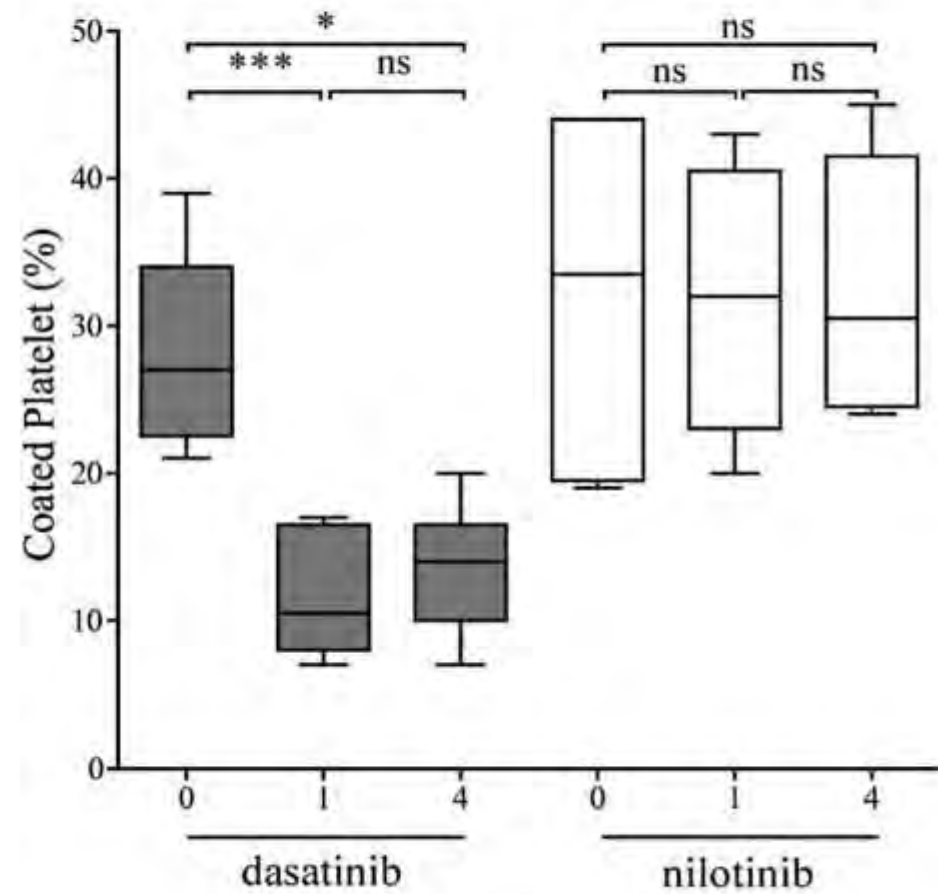 50
40
30
20
10
0
Coated Platelet (%)
* ns
*** ns ns ns
0 1 4 0 1 4
dasatinib nilotinib